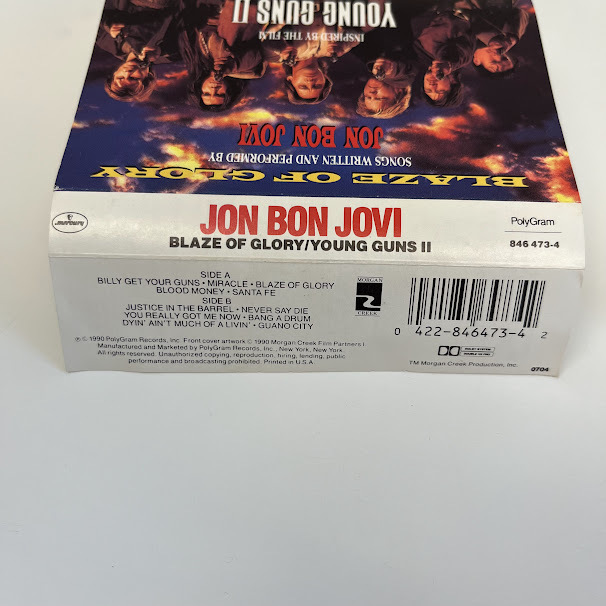 BLAZE OF GLORY
SONGS WRITTEN AND PERFORMED BY
JON BON JOVI
INSPIRED BY THE FILM
YOUNG GUNS II
mercury
JON BON JOVI
BLAZE OF GLORY/YOUNG GUNS II
PolyGram
846 473-4
SIDE A
BILLY GET YOUR GUNS • MIRACLE • BLAZE OF GLORY
BLOOD MONEY • SANTA FE
SIDE B
JUSTICE IN THE BARREL • NEVER SAY DIE
YOU REALLY GOT ME NOW • BANG A DRUM
DYIN' AIN'T MUCH OF A LIVIN' • GUANO CITY
℗ © 1990 PolyGram Records, Inc. Front cover artwork © 1990 Morgan Creek Film Partners I.
Manufactured and Marketed by PolyGram Records, Inc., New York, New York.
All rights reserved. Unauthorized copying, reproduction, hiring, lending, public
performance and broadcasting prohibited. Printed in U.S.A.
MORGAN
CREEK
0 422-846473-4 2
DOLBY SYSTEM
TM Morgan Creek Production, Inc.
0704